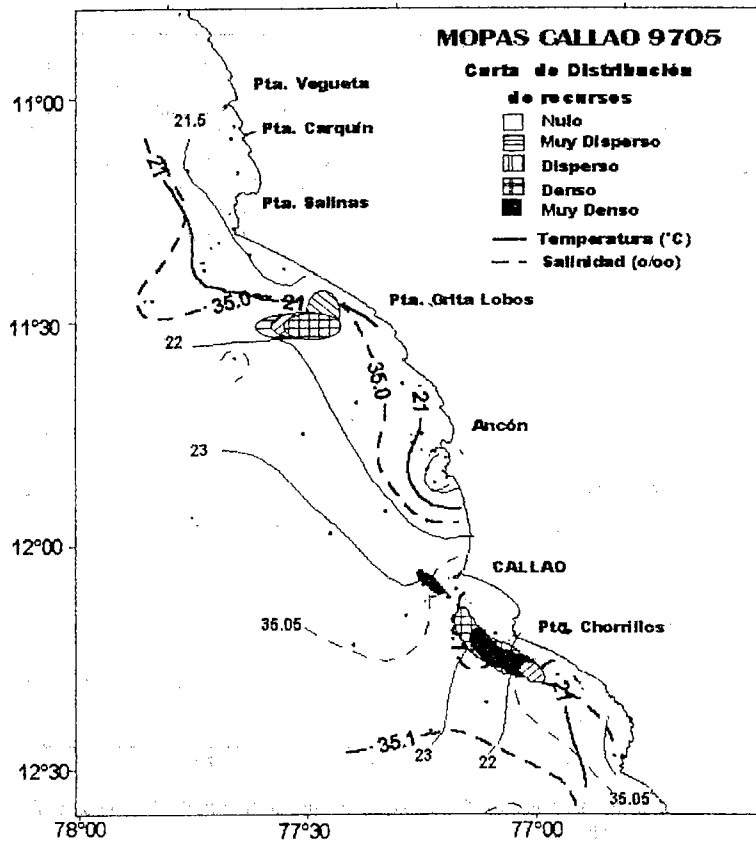 MOPAS CALLAO 9705
Carta de Distribución
de recursos
Nulo
Muy Disperso
Disperso
Denso
Muy Denso
Temperatura (°C)
Salinidad (o/oo)
Pta. Vegueta
11°00
21.5
Pta. Carquín
21
Pta. Salinas
35.0
21
Pta. Grita Lobos
11°30
22
35.0
21
Ancón
23
12°00
CALLAO
35.05
Pta. Chorrillos
21
35.1
23
22
12°30
35.05
78°00
77°30
77°00